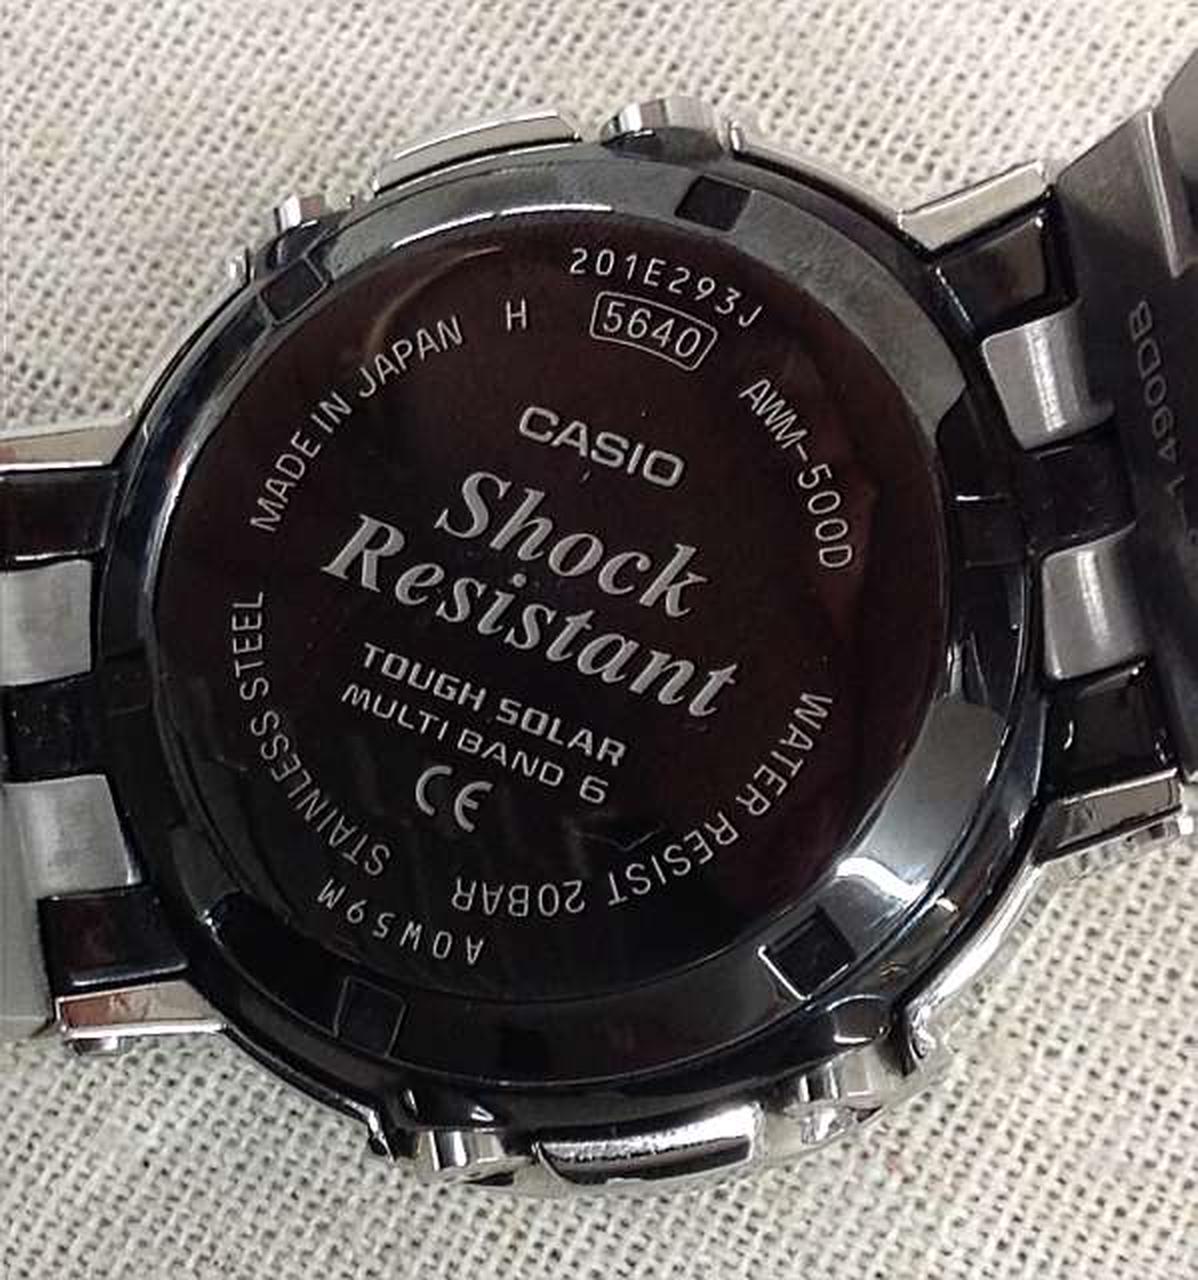 201E293J
H
5640
MADE IN JAPAN
AWM-500D
CASIO
Shock
Resistant
TOUGH SOLAR
MULTI BAND 6
CE
STAINLESS STEEL
WATER RESIST 20BAR
A0W59M
1490DB